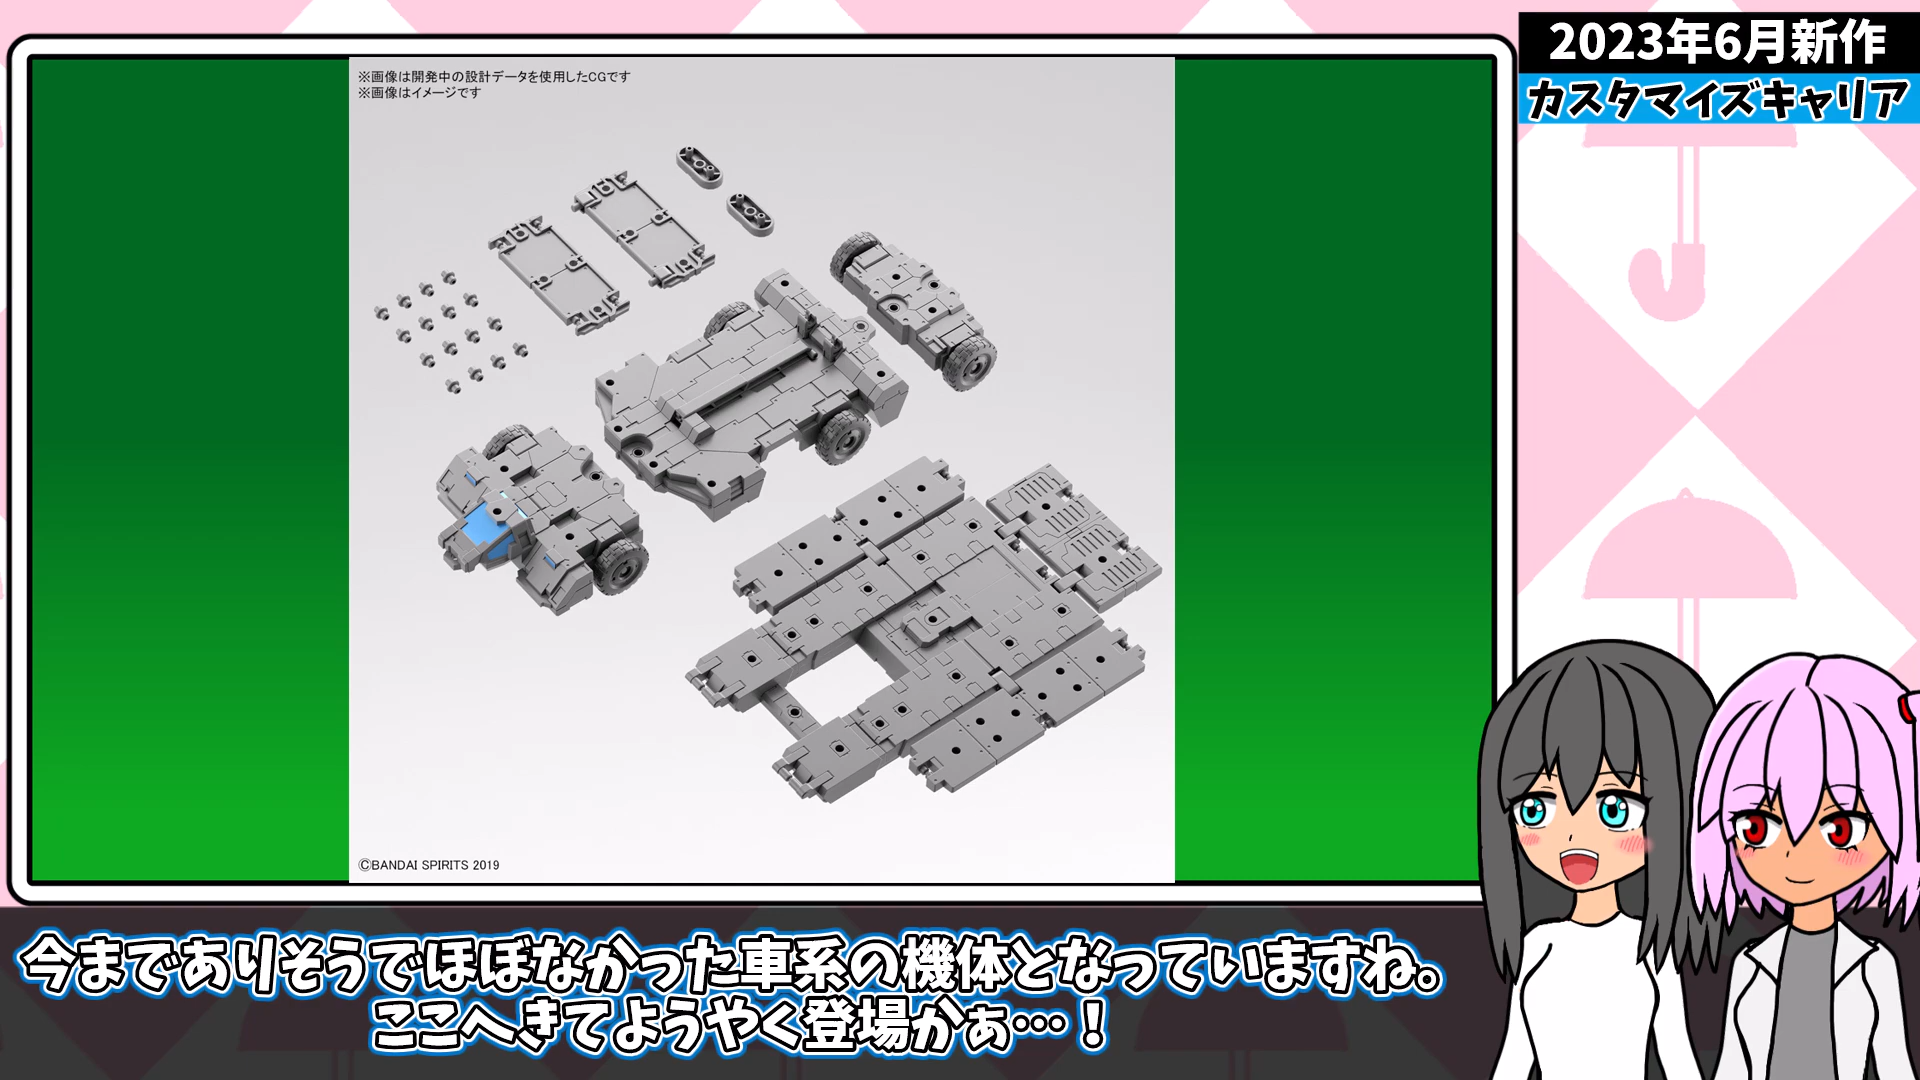 2023年6月新作
カスタマイズキャリア
※画像は開発中の設計データを使用したCGです
※画像はイメージです
©BANDAI SPIRITS 2019
今までありそうでほぼなかった車系の機体となっていますね。
ここへきてようやく登場かぁ…！